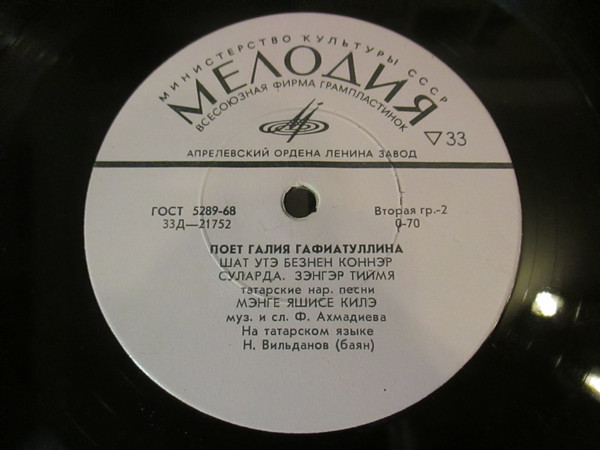 МИНИСТЕРСТВО КУЛЬТУРЫ СССР
МЕЛОДИЯ
ВСЕСОЮЗНАЯ ФИРМА ГРАМПЛАСТИНОК
▽33
АПРЕЛЕВСКИЙ ОРДЕНА ЛЕНИНА ЗАВОД
ГОСТ 5289-68
33Д—21752
Вторая гр.-2
0-70
ПОЕТ ГАЛИЯ ГАФИАТУЛЛИНА
ШАТ УТЭ БЕЗНЕН КОННЭР
СУЛАРДА. ЗЭНГЭР ТИЙМЯ
татарские нар. песни
МЭНГЕ ЯШИСЕ КИЛЭ
муз. и сл. Ф. Ахмадиева
На татарском языке
Н. Вильданов (баян)